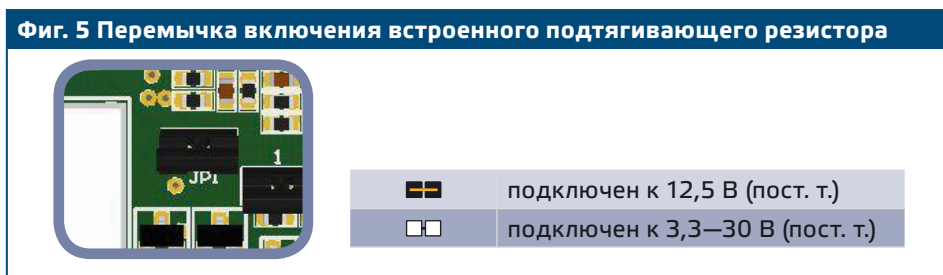 Фиг. 5 Перемычка включения встроенного подтягивающего резистора
1
JP1
подключен к 12,5 В (пост. т.)
подключен к 3,3—30 В (пост. т.)